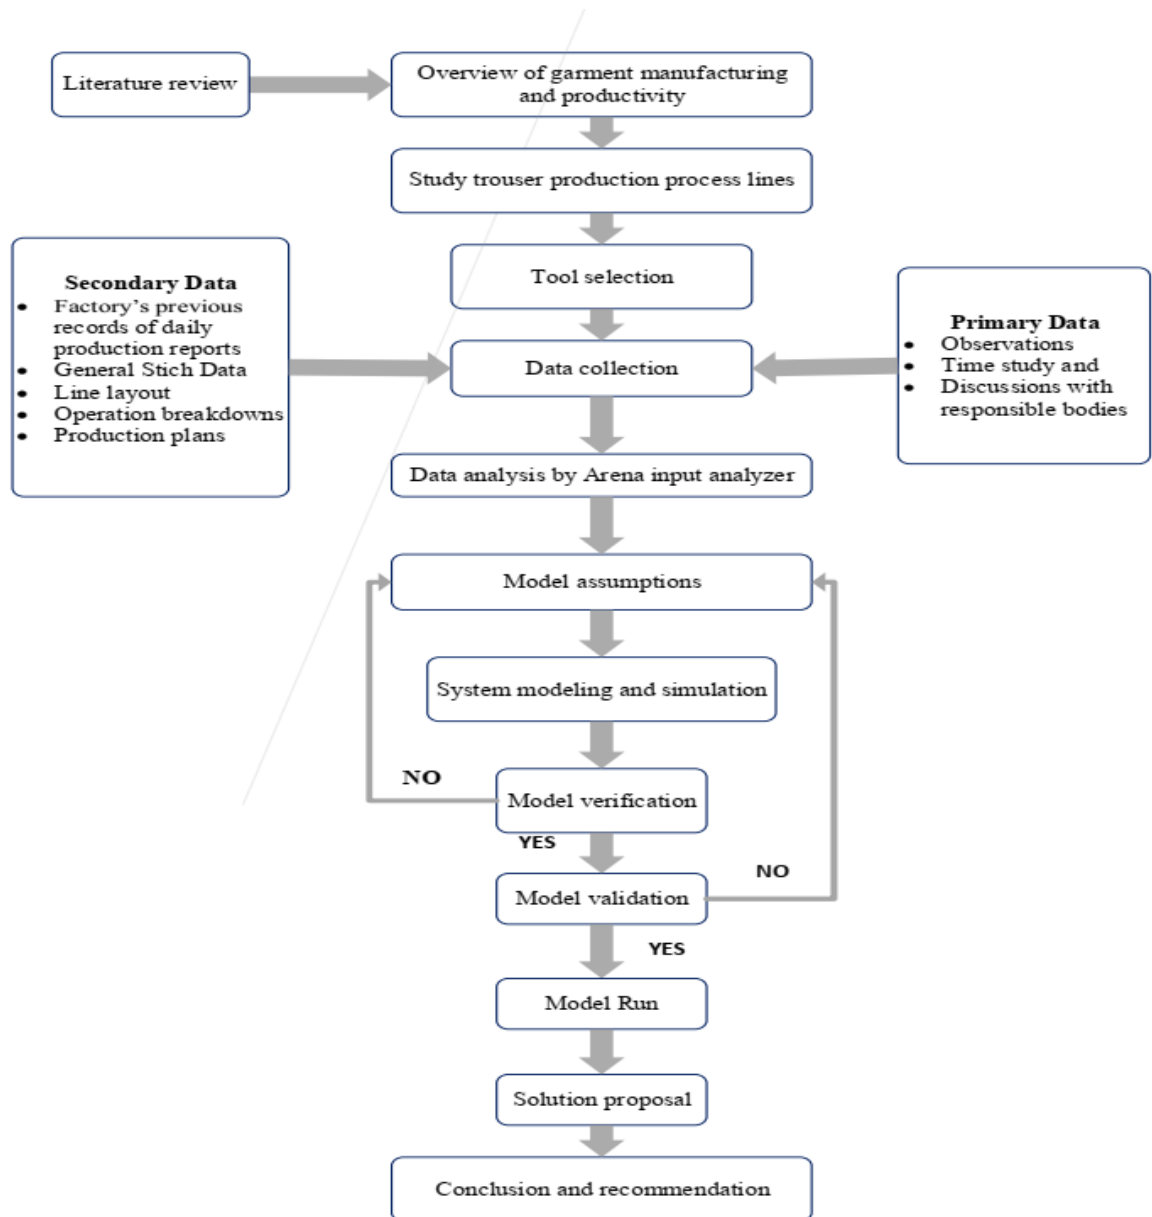 Literature review
Overview of garment manufacturing
and productivity
Study trouser production process lines
Tool selection
Secondary Data
• Factory's previous
records of daily
production reports
• General Stich Data
• Line layout
• Operation breakdowns
• Production plans
Data collection
Primary Data
• Observations
• Time study and
• Discussions with
responsible bodies
Data analysis by Arena input analyzer
Model assumptions
System modeling and simulation
NO
Model verification
YES
NO
Model validation
YES
Model Run
Solution proposal
Conclusion and recommendation